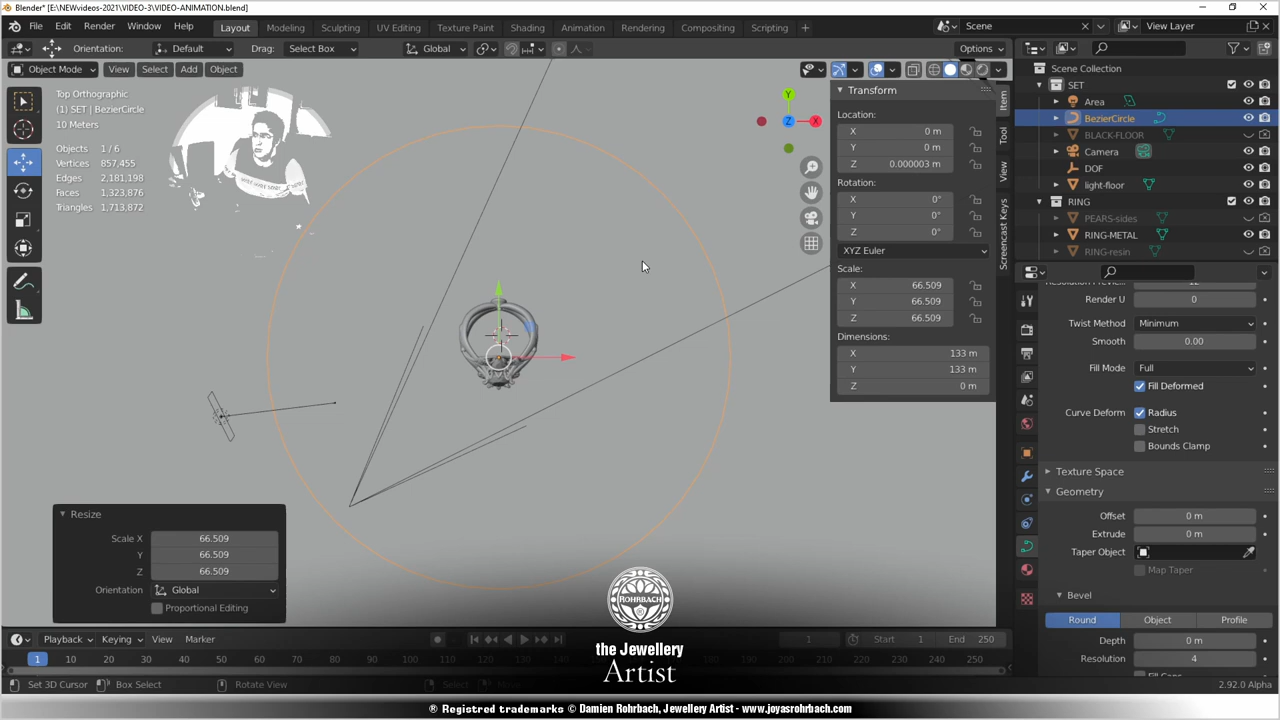 Blender* [E:\NEWvideos-2021\VIDEO-3\VIDEO-ANIMATION.blend]
File Edit Render Window Help Layout Modeling Sculpting UV Editing Texture Paint Shading Animation Rendering Compositing Scripting Scene View Layer
Orientation: Default Drag: Select Box Global Options
Object Mode View Select Add Object
Top Orthographic
(1) SET | BezierCircle
10 Meters
Objects 1 / 6
Vertices 857,455
Edges 2,181,198
Faces 1,323,876
Triangles 1,713,872
Y
Z
X
Transform
Location:
X 0 m
Y 0 m
Z 0.000003 m
Rotation:
X 0°
Y 0°
Z 0°
XYZ Euler
Scale:
X 66.509
Y 66.509
Z 66.509
Dimensions:
X 133 m
Y 133 m
Z 0 m
Item
Tool
View
Screencast Keys
Scene Collection
SET
Area
BezierCircle
BLACK-FLOOR
Camera
DOF
light-floor
RING
PEARS-sides
RING-METAL
RING-resin
Render U 0
Twist Method Minimum
Smooth 0.00
Fill Mode Full
Fill Deformed
Curve Deform Radius
Stretch
Bounds Clamp
Texture Space
Geometry
Offset 0 m
Extrude 0 m
Taper Object
Map Taper
Bevel
Round Object Profile
Depth 0 m
Resolution 4
Resize
Scale X 66.509
Y 66.509
Z 66.509
Orientation Global
Proportional Editing
ROHRBACH
the Jewellery
Artist
Playback Keying View Marker 1 Start 1 End 250
1 10 20 30 40 50 60 70 80 90 100 110 120 130 140 150 160 170 180 190 200 210 220 230 240 250
Set 3D Cursor Box Select Rotate View Select 2.92.0 Alpha
® Registered trademarks © Damien Rohrbach, Jewellery Artist - www.joyasrohrbach.com